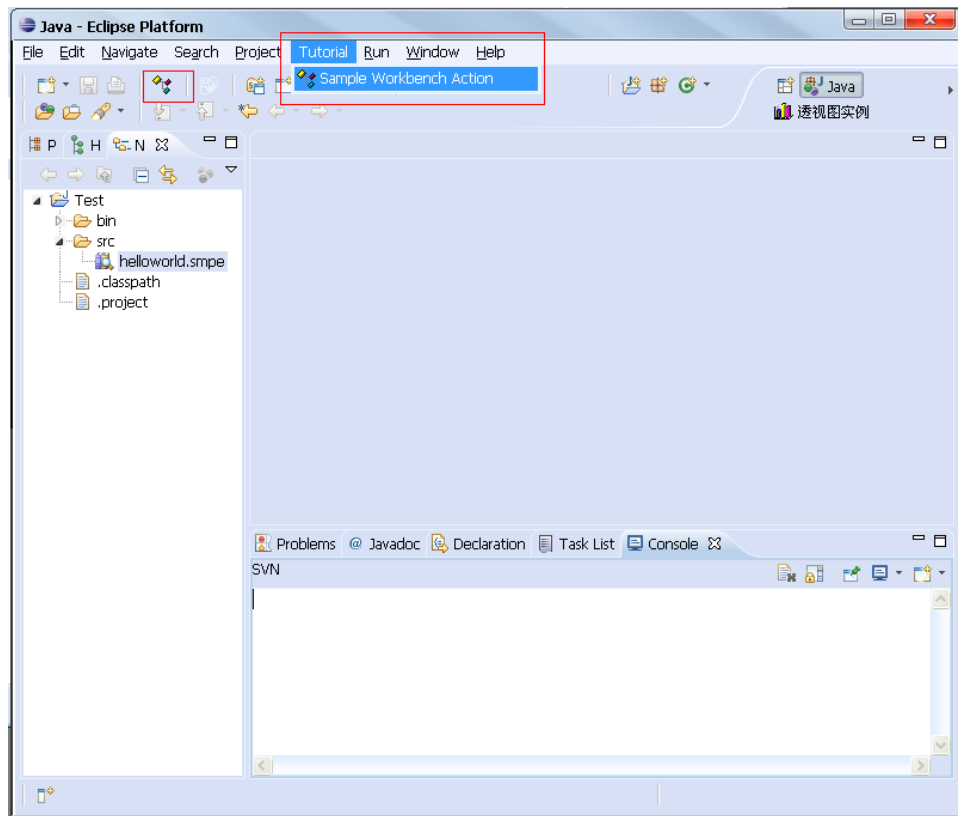 Java - Eclipse Platform
File Edit Navigate Search Project Tutorial Run Window Help
Sample Workbench Action
Java
透视图实例
P H N
Test
bin
src
helloworld.smpe
.classpath
.project
Problems @ Javadoc Declaration Task List Console
SVN